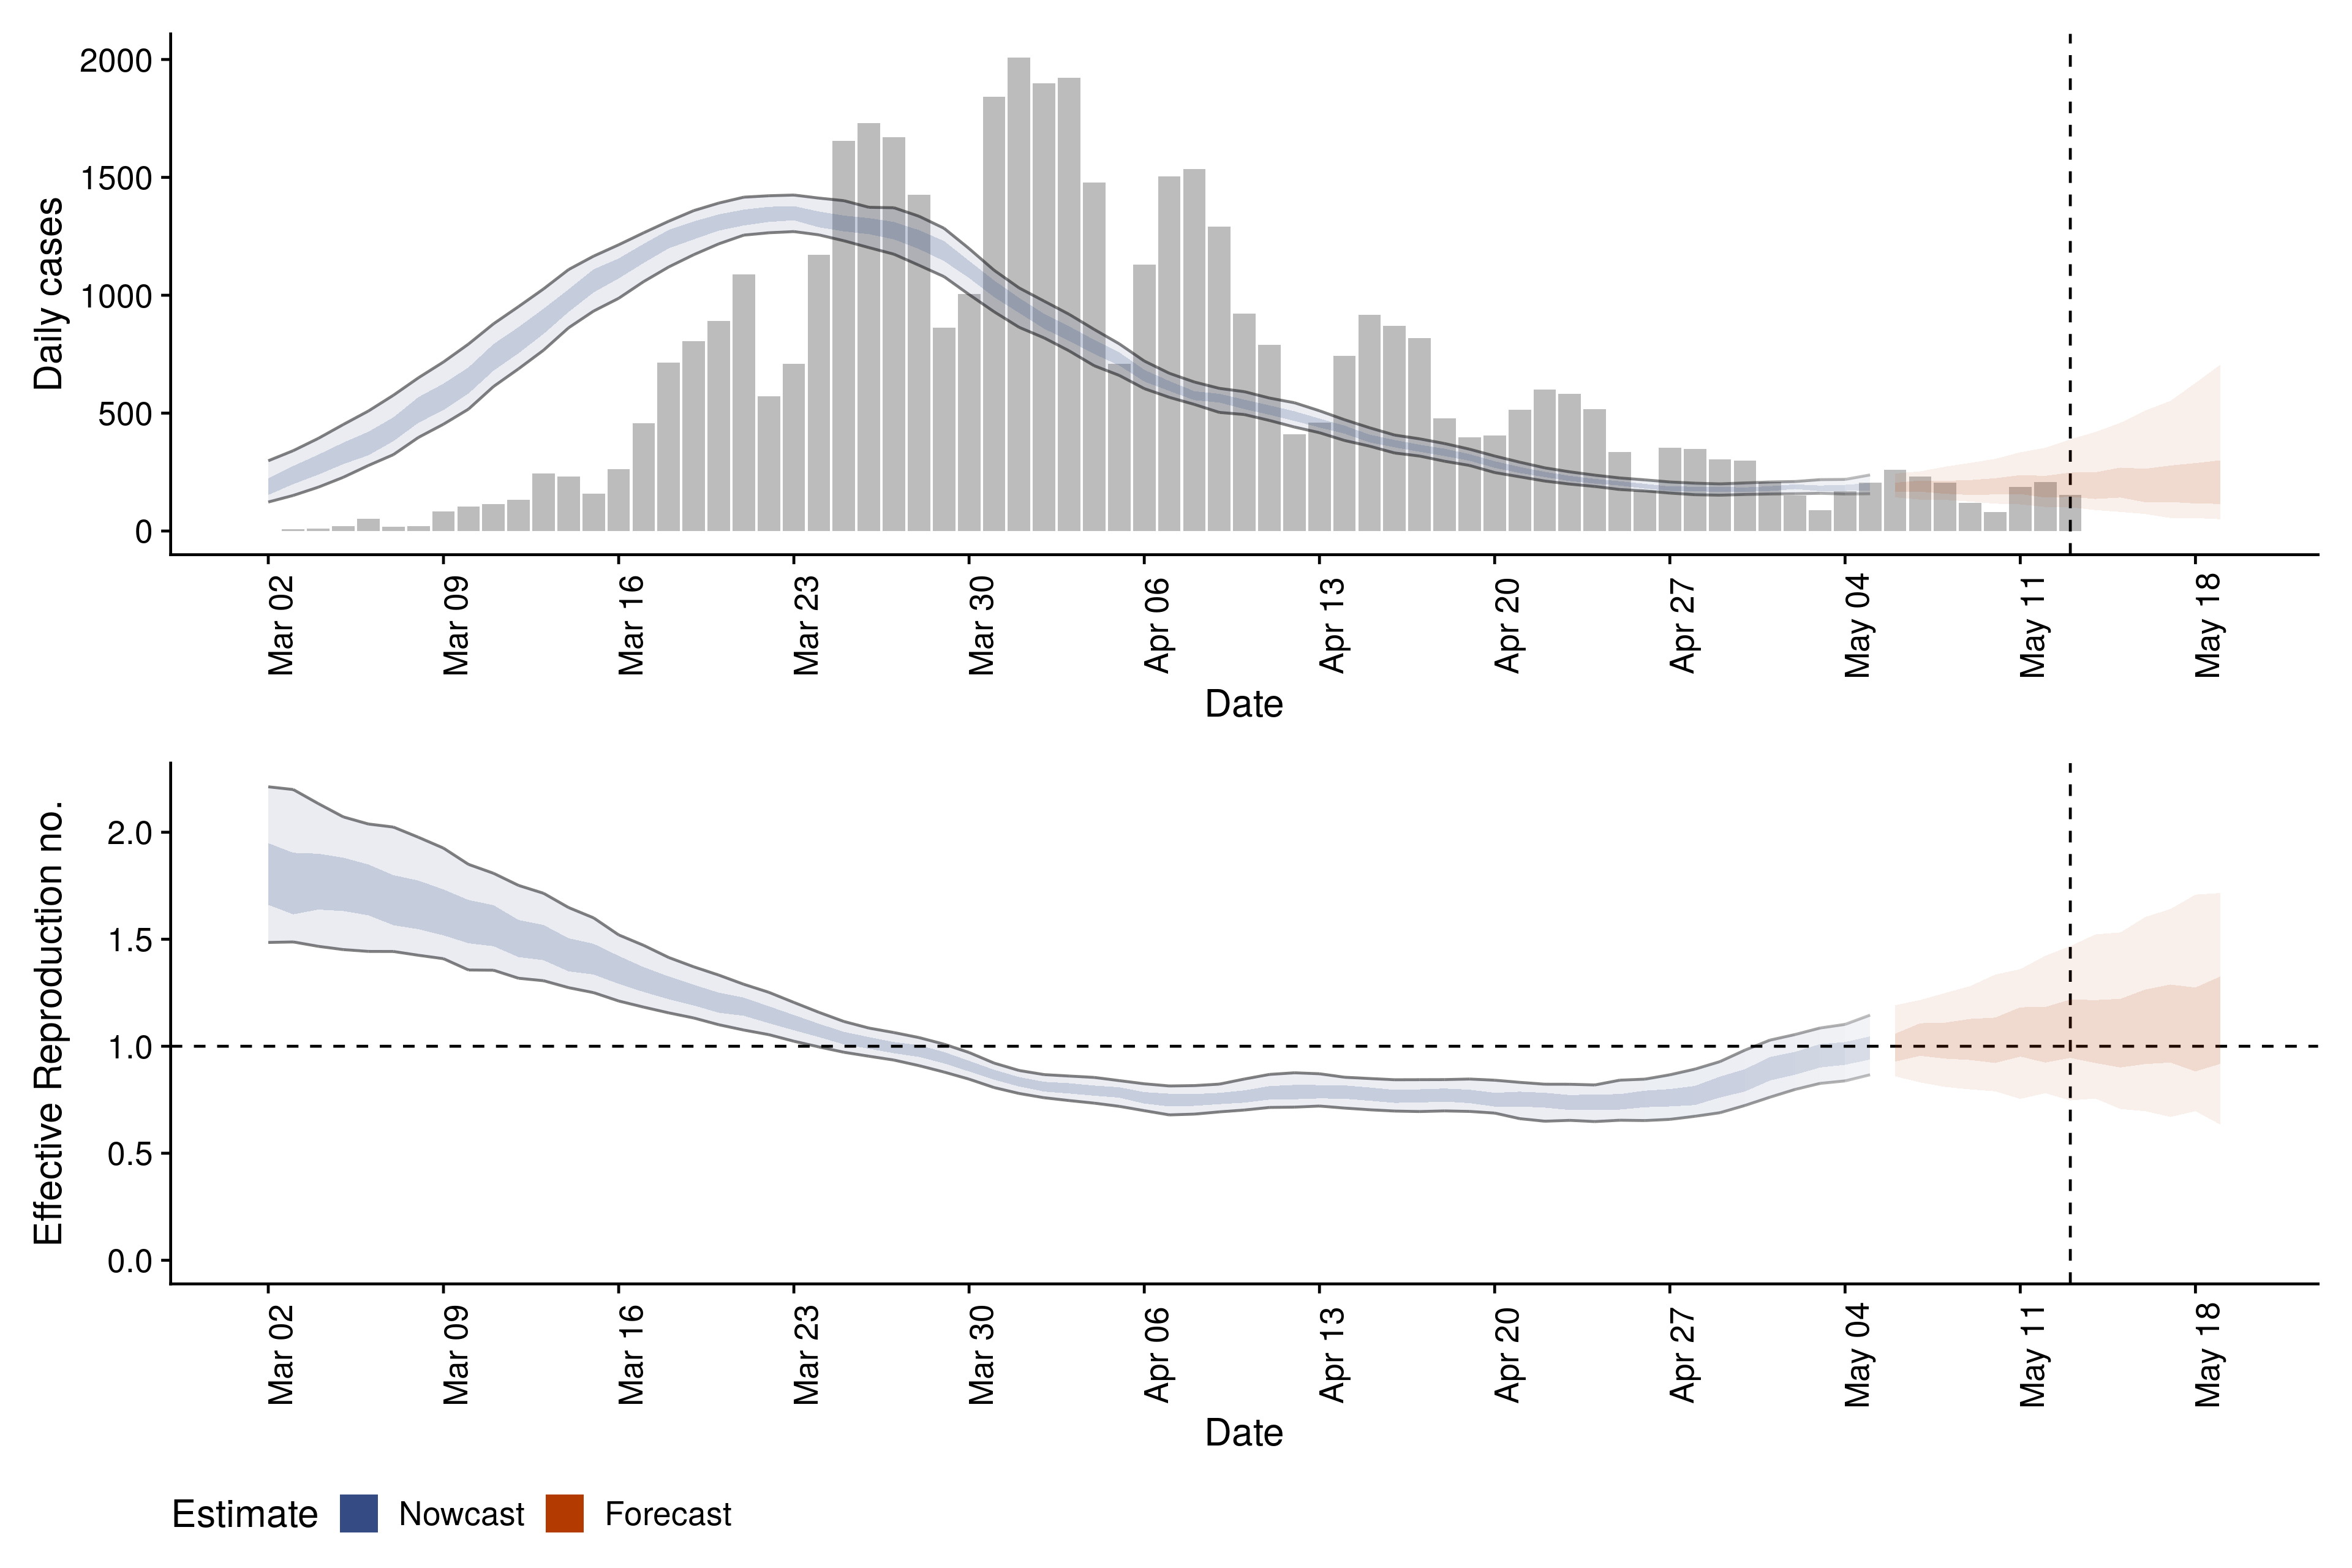 Daily cases
2000
1500
1000
500
0
Mar 02
Mar 09
Mar 16
Mar 23
Mar 30
Apr 06
Apr 13
Apr 20
Apr 27
May 04
May 11
May 18
Date
Effective Reproduction no.
2.0
1.5
1.0
0.5
0.0
Mar 02
Mar 09
Mar 16
Mar 23
Mar 30
Apr 06
Apr 13
Apr 20
Apr 27
May 04
May 11
May 18
Date
Estimate Nowcast Forecast